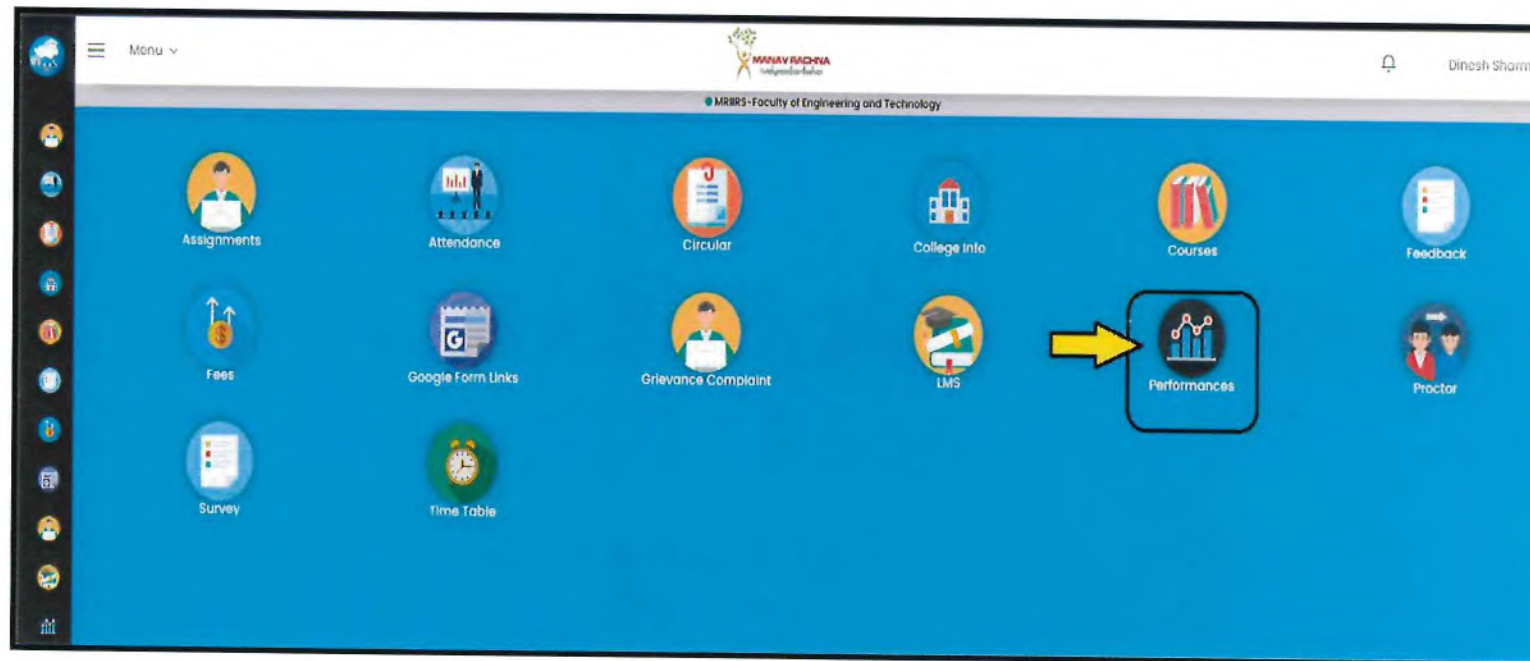 Menu
MANAV RACHNA
Dinesh Sharm
MRIIRS-Faculty of Engineering and Technology
Assignments
Attendance
Circular
College Info
Courses
Feedback
Fees
G
Google Form Links
Grievance Complaint
LMS
Performances
Proctor
Survey
Time Table